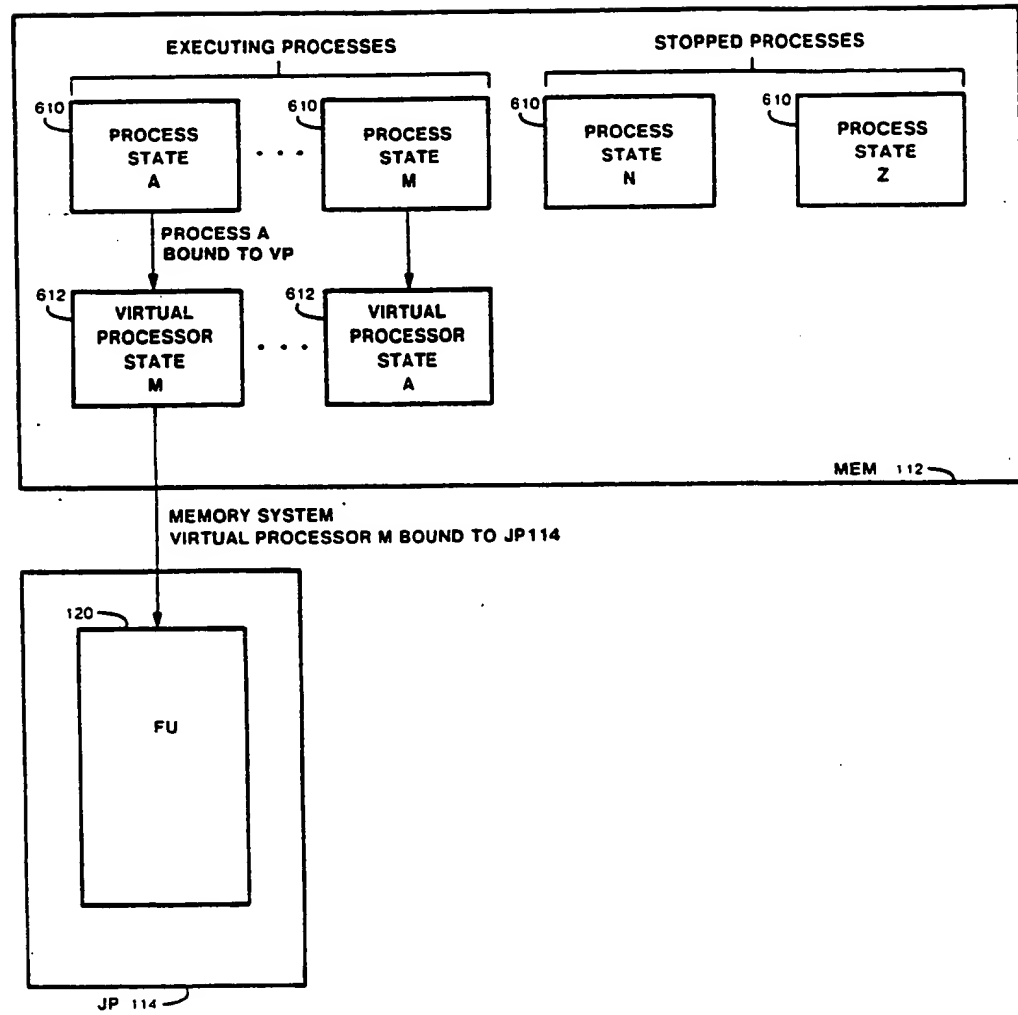 EXECUTING PROCESSES
STOPPED PROCESSES
610
PROCESS
STATE
A
. . .
610
PROCESS
STATE
M
610
PROCESS
STATE
N
610
PROCESS
STATE
Z
PROCESS A
BOUND TO VP
612
VIRTUAL
PROCESSOR
STATE
M
. . .
612
VIRTUAL
PROCESSOR
STATE
A
MEM 112
MEMORY SYSTEM
VIRTUAL PROCESSOR M BOUND TO JP114
120
FU
JP 114